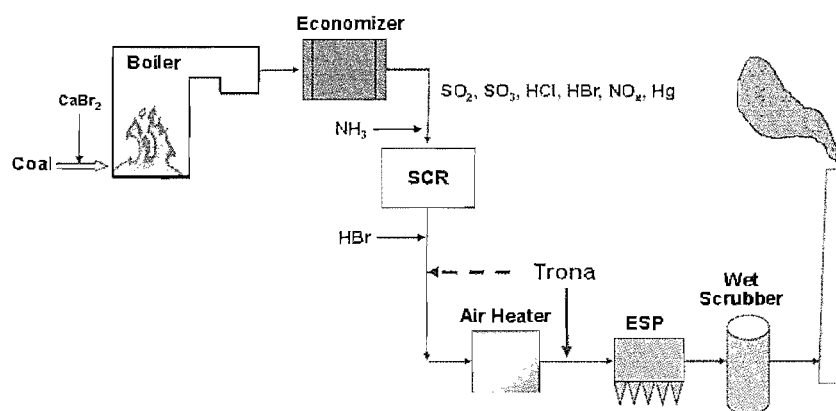 Economizer
Boiler
CaBr₂
SO₂, SO₃, HCl, HBr, NOₓ, Hg
NH₃
Coal
SCR
HBr
Trona
Wet
Scrubber
Air Heater
ESP